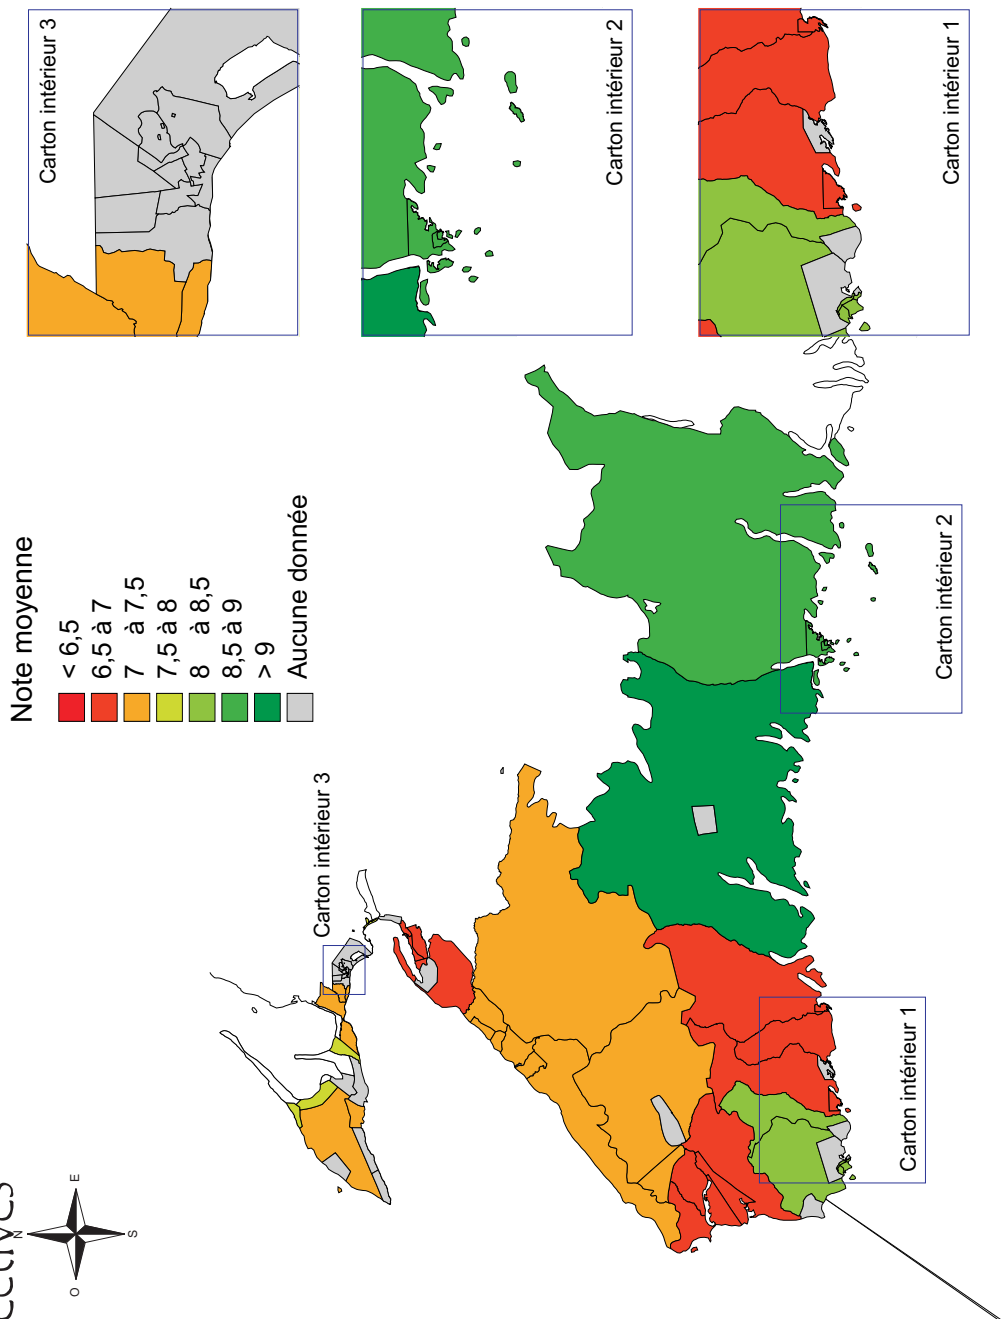 Note moyenne
< 6,5
6,5 à 7
7 à 7,5
7,5 à 8
8 à 8,5
8,5 à 9
> 9
Aucune donnée
Carton intérieur 3
Carton intérieur 2
Carton intérieur 1
Carton intérieur 3
Carton intérieur 2
Carton intérieur 1
N
E
S
O